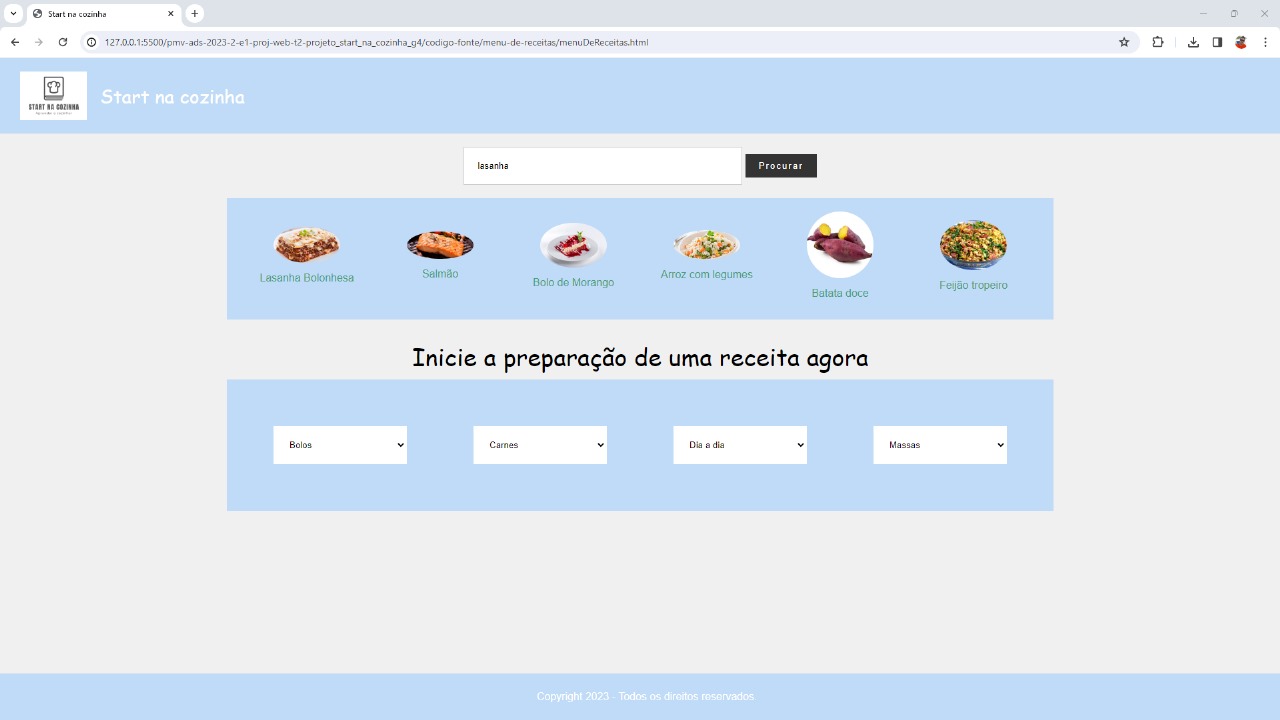 Start na cozinha
127.0.0.1:5500/pmv-ads-2023-2-e1-proj-web-t2-projeto_start_na_cozinha_g4/codigo-fente/menu-de-receitas/menuDeReceitas.html
START NA COZINHA
Start na cozinha
lasanha
Procurar
Lasanha Bolonhesa
Salmão
Bolo de Morango
Arroz com legumes
Batata doce
Feijão tropeiro
Inicie a preparação de uma receita agora
Bolos
Carnes
Dia a dia
Massas
Copyright 2023 - Todos os direitos reservados